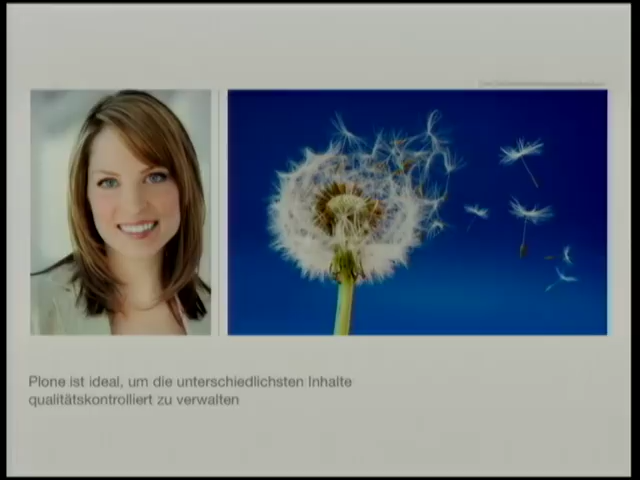 Plone ist ideal, um die unterschiedlichsten Inhalte
qualitätskontrolliert zu verwalten